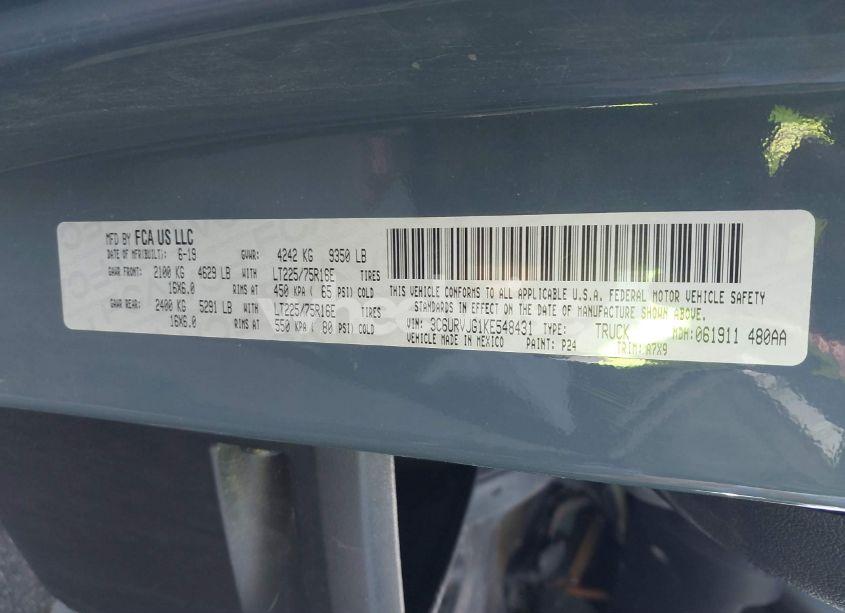 MFD BY FCA US LLC
DATE OF MFR(BUILT): 6-19 GVWR: 4242 KG 9350 LB
GAWR FRONT: 2100 KG 4629 LB WITH LT225/75R16E TIRES
16X6.0 RIMS AT 450 KPA ( 65 PSI) COLD
GAWR REAR: 2400 KG 5291 LB WITH LT225/75R16E TIRES
16X6.0 RIMS AT 550 KPA ( 80 PSI) COLD
THIS VEHICLE CONFORMS TO ALL APPLICABLE U.S.A. FEDERAL MOTOR VEHICLE SAFETY
STANDARDS IN EFFECT ON THE DATE OF MANUFACTURE SHOWN ABOVE.
VIN: 3C6URVJG1KE548431 TYPE: TRUCK MDH:061911 480AA
VEHICLE MADE IN MEXICO PAINT: P24 TRIM: A7X9